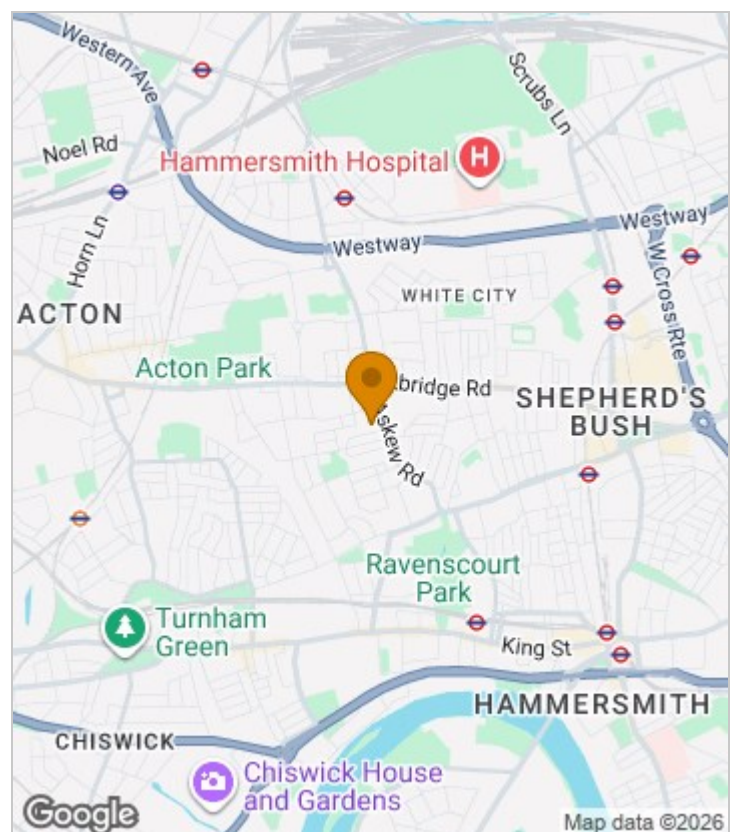 Western Ave
Scrubs Ln
Noel Rd
Hammersmith Hospital
H
Horn Ln
Westway
Westway
W Cross Rte
WHITE CITY
ACTON
Acton Park
bridge Rd
SHEPHERD'S
BUSH
Askew Rd
Ravenscourt
Park
Turnham
Green
King St
HAMMERSMITH
CHISWICK
Chiswick House
and Gardens
Google
Map data ©2026